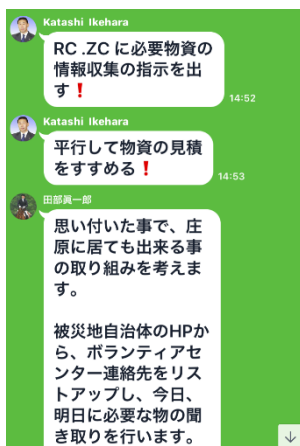 Katashi Ikehara
RC .ZC に必要物資の
情報収集の指示を出
す❗
14:52
Katashi Ikehara
平行して物資の見積
をすすめる❗
14:53
田部眞一郎
思い付いた事で、庄
原に居ても出来る事
の取り組みを考えま
す。
被災地自治体のHPか
ら、ボランティアセ
ンター連絡先をリス
トアップし、今日、
明日に必要な物の聞
き取りを行います。